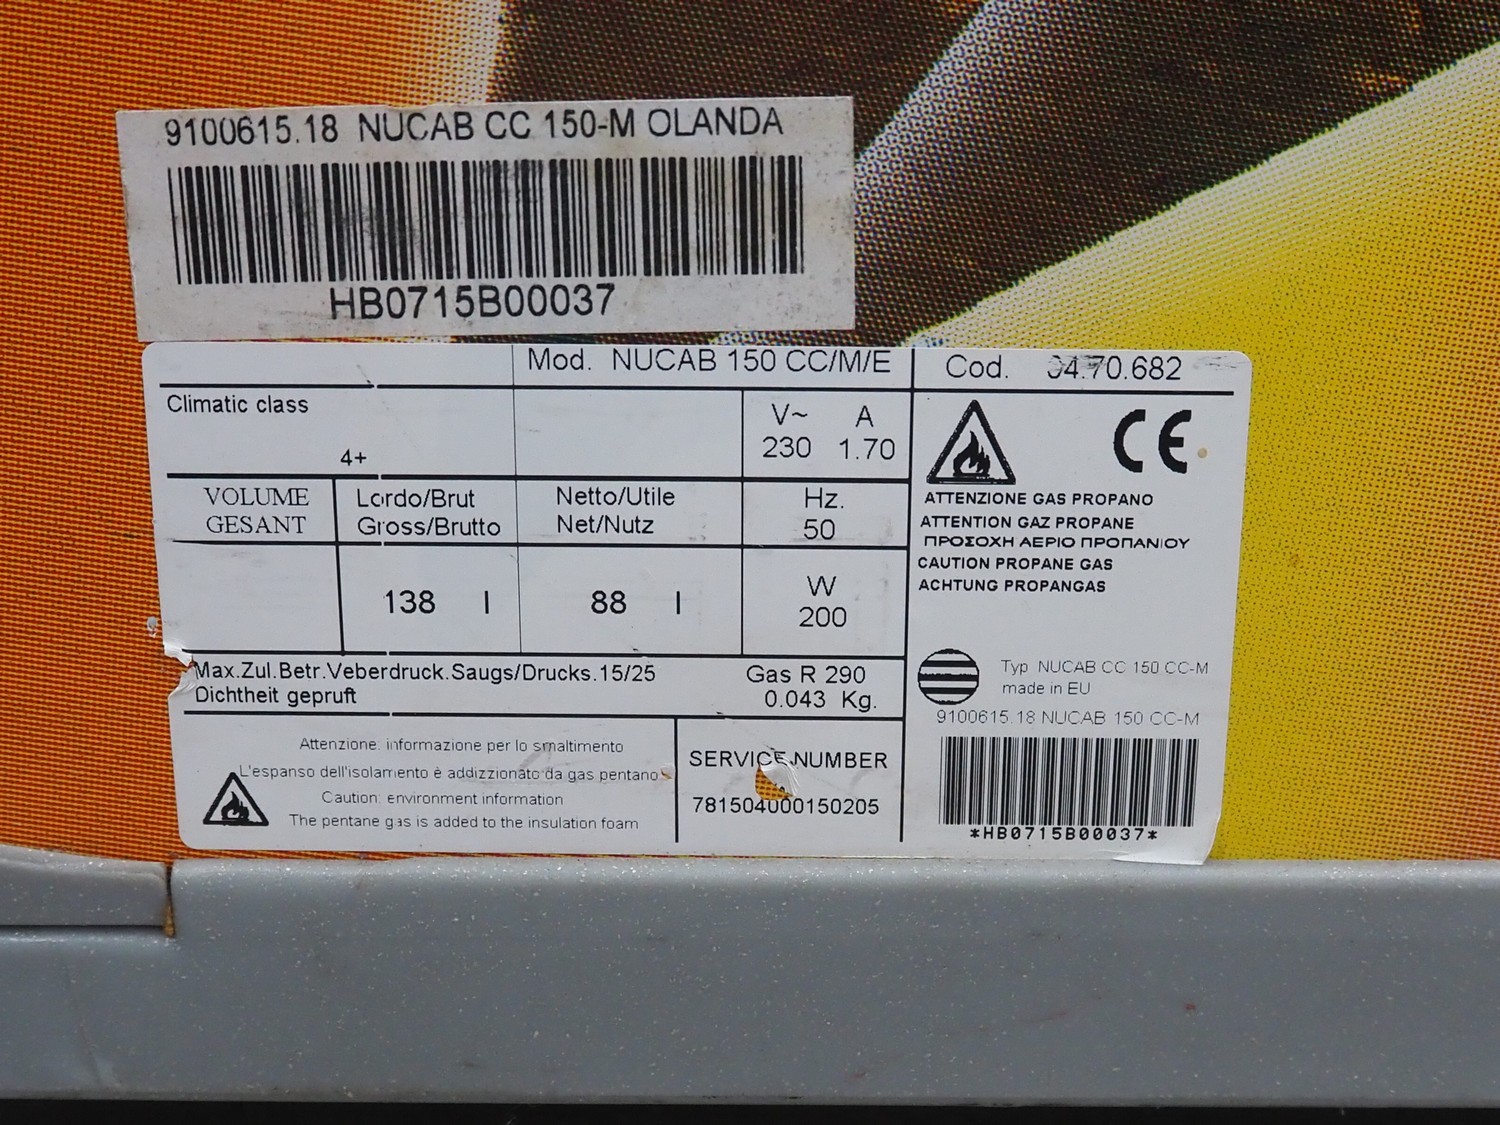 9100615.18 NUCAB CC 150-M OLANDA
HB0715B00037
Mod. NUCAB 150 CC/M/E
Cod. 04.70.682
Climatic class
4+
V~ A
230 1.70
VOLUME
GESANT
Lordo/Brut
Gross/Brutto
Netto/Utile
Net/Nutz
Hz.
50
138 l
88 l
W
200
Max.Zul.Betr.Veberdruck.Saugs/Drucks.15/25
Dichtheit gepruft
Gas R 290
0.043 Kg.
Attenzione: informazione per lo smaltimento
L'espanso dell'isolamento è addizzionato da gas pentano
Caution: environment information
The pentane gas is added to the insulation foam
SERVICE NUMBER
781504000150205
CE
ATTENZIONE GAS PROPANO
ATTENTION GAZ PROPANE
ΠΡΟΣΟΧΗ ΑΕΡΙΟ ΠΡΟΠΑΝΙΟΥ
CAUTION PROPANE GAS
ACHTUNG PROPANGAS
Typ NUCAB CC 150 CC-M
made in EU
9100615.18 NUCAB 150 CC-M
*HB0715B00037*